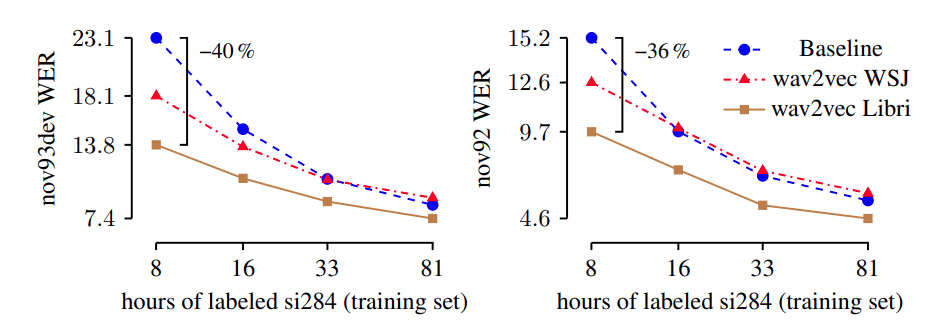 nov93dev WER
23.1
18.1
13.8
7.4
−40 %
8 16 33 81
hours of labeled si284 (training set)
nov92 WER
15.2
12.6
9.7
4.6
−36 %
Baseline
wav2vec WSJ
wav2vec Libri
8 16 33 81
hours of labeled si284 (training set)